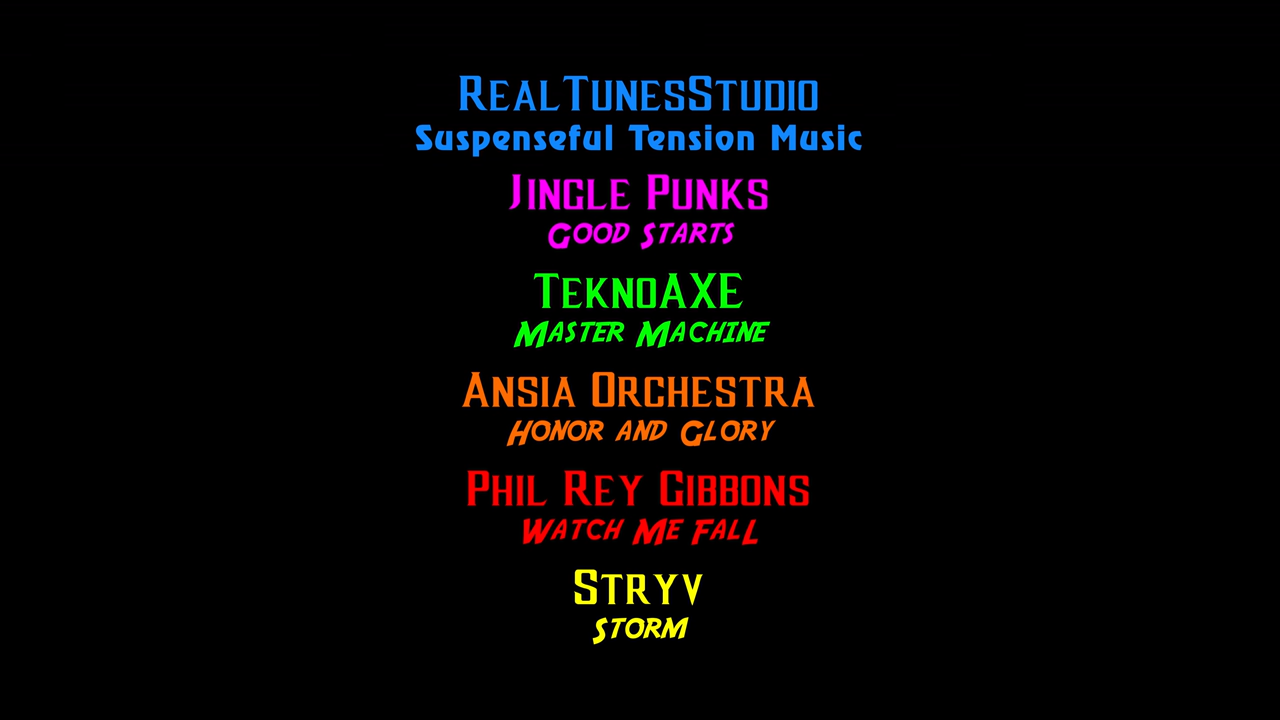 RealTunesStudio
Suspenseful Tension Music
Jingle Punks
Good Starts
TeknoAXE
Master Machine
Ansia Orchestra
Honor and Glory
Phil Rey Gibbons
Watch Me Fall
Stryv
Storm